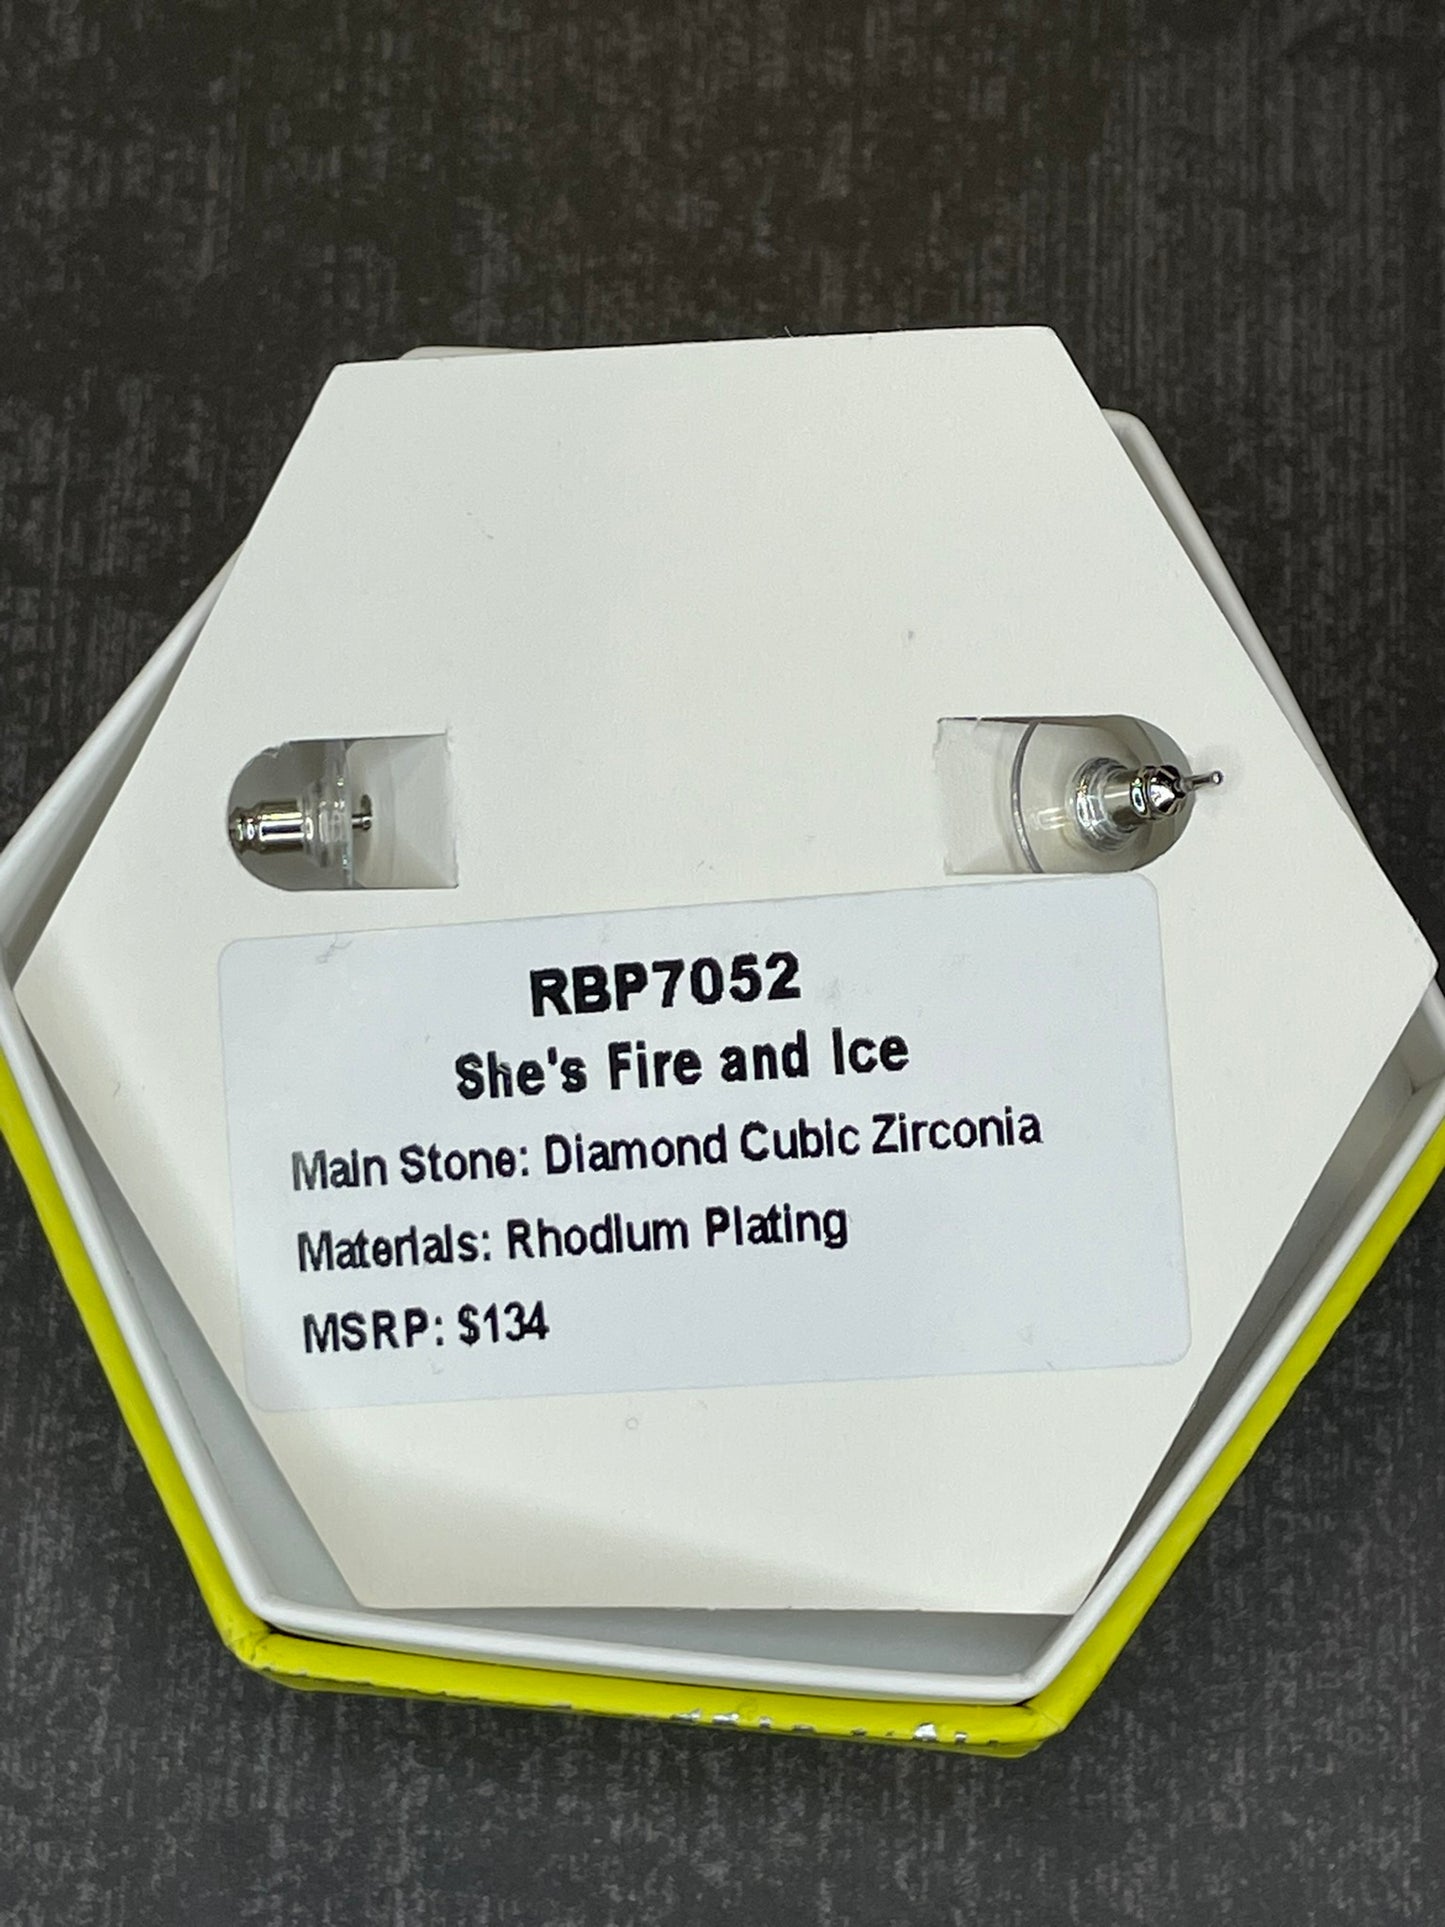 RBP7052
She's Fire and Ice
Main Stone: Diamond Cubic Zirconia
Materials: Rhodium Plating
MSRP: $134